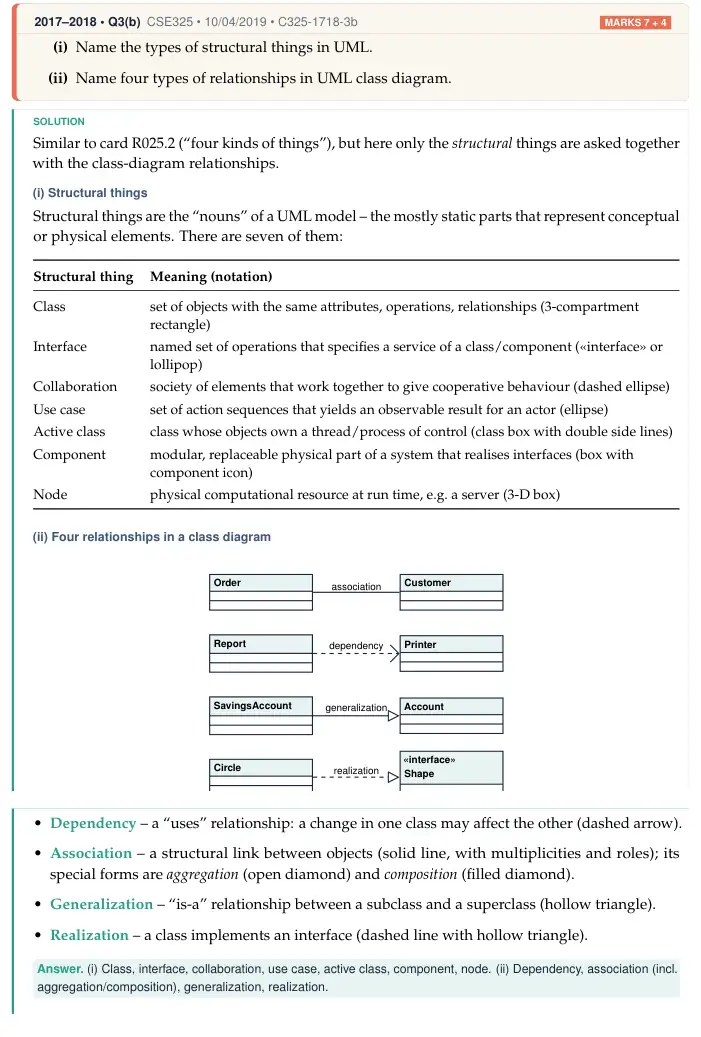 2017–2018 • Q3(b) CSE325 • 10/04/2019 • C325-1718-3b MARKS 7 + 4
(i) Name the types of structural things in UML.
(ii) Name four types of relationships in UML class diagram.
SOLUTION
Similar to card R025.2 (“four kinds of things”), but here only the structural things are asked together
with the class-diagram relationships.
(i) Structural things
Structural things are the “nouns” of a UML model – the mostly static parts that represent conceptual
or physical elements. There are seven of them:
Structural thing Meaning (notation)
Class set of objects with the same attributes, operations, relationships (3-compartment
rectangle)
Interface named set of operations that specifies a service of a class/component («interface» or
lollipop)
Collaboration society of elements that work together to give cooperative behaviour (dashed ellipse)
Use case set of action sequences that yields an observable result for an actor (ellipse)
Active class class whose objects own a thread/process of control (class box with double side lines)
Component modular, replaceable physical part of a system that realises interfaces (box with
component icon)
Node physical computational resource at run time, e.g. a server (3-D box)
(ii) Four relationships in a class diagram
Order association Customer
Report dependency Printer
SavingsAccount generalization Account
Circle realization «interface»
Shape
• Dependency – a “uses” relationship: a change in one class may affect the other (dashed arrow).
• Association – a structural link between objects (solid line, with multiplicities and roles); its
special forms are aggregation (open diamond) and composition (filled diamond).
• Generalization – “is-a” relationship between a subclass and a superclass (hollow triangle).
• Realization – a class implements an interface (dashed line with hollow triangle).
Answer. (i) Class, interface, collaboration, use case, active class, component, node. (ii) Dependency, association (incl.
aggregation/composition), generalization, realization.